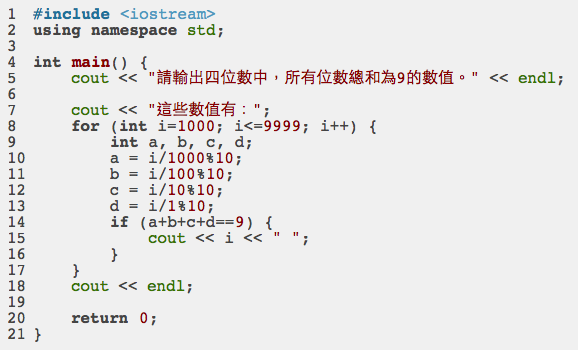 1 #include <iostream>
2 using namespace std;
3
4 int main() {
5     cout << "請輸出四位數中，所有位數總和為9的數值。" << endl;
6
7     cout << "這些數值有：";
8     for (int i=1000; i<=9999; i++) {
9         int a, b, c, d;
10         a = i/1000%10;
11         b = i/100%10;
12         c = i/10%10;
13         d = i/1%10;
14         if (a+b+c+d==9) {
15             cout << i << " ";
16         }
17     }
18     cout << endl;
19
20     return 0;
21 }